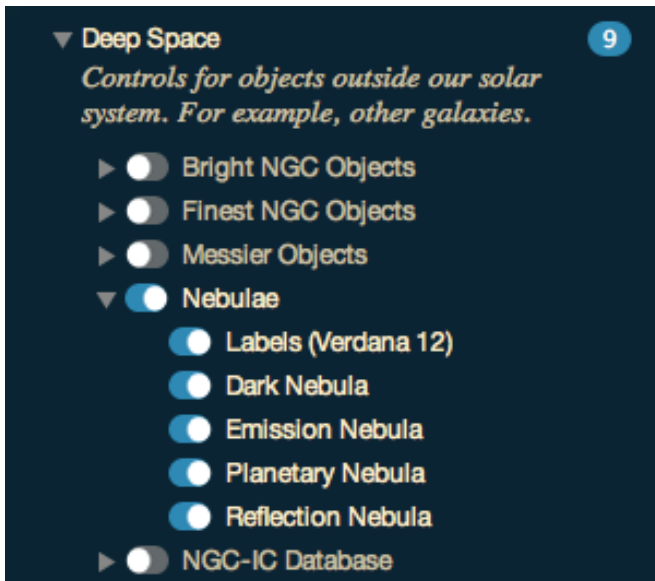 Deep Space 9
Controls for objects outside our solar
system. For example, other galaxies.
Bright NGC Objects
Finest NGC Objects
Messier Objects
Nebulae
Labels (Verdana 12)
Dark Nebula
Emission Nebula
Planetary Nebula
Reflection Nebula
NGC-IC Database